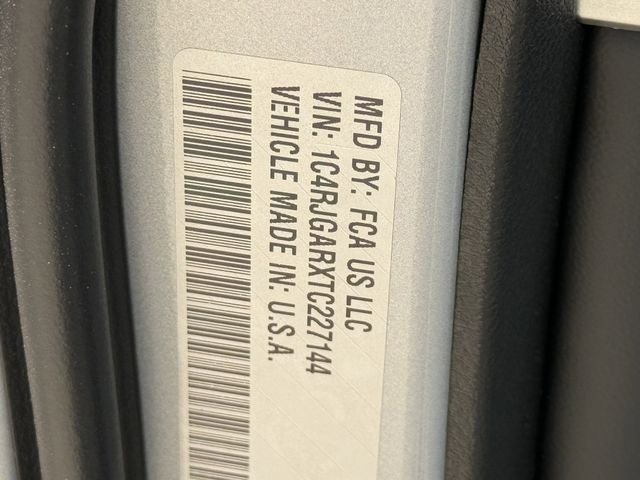 MFD BY: FCA US LLC
VIN: 1C4RJGARXTC227144
VEHICLE MADE IN: U.S.A.